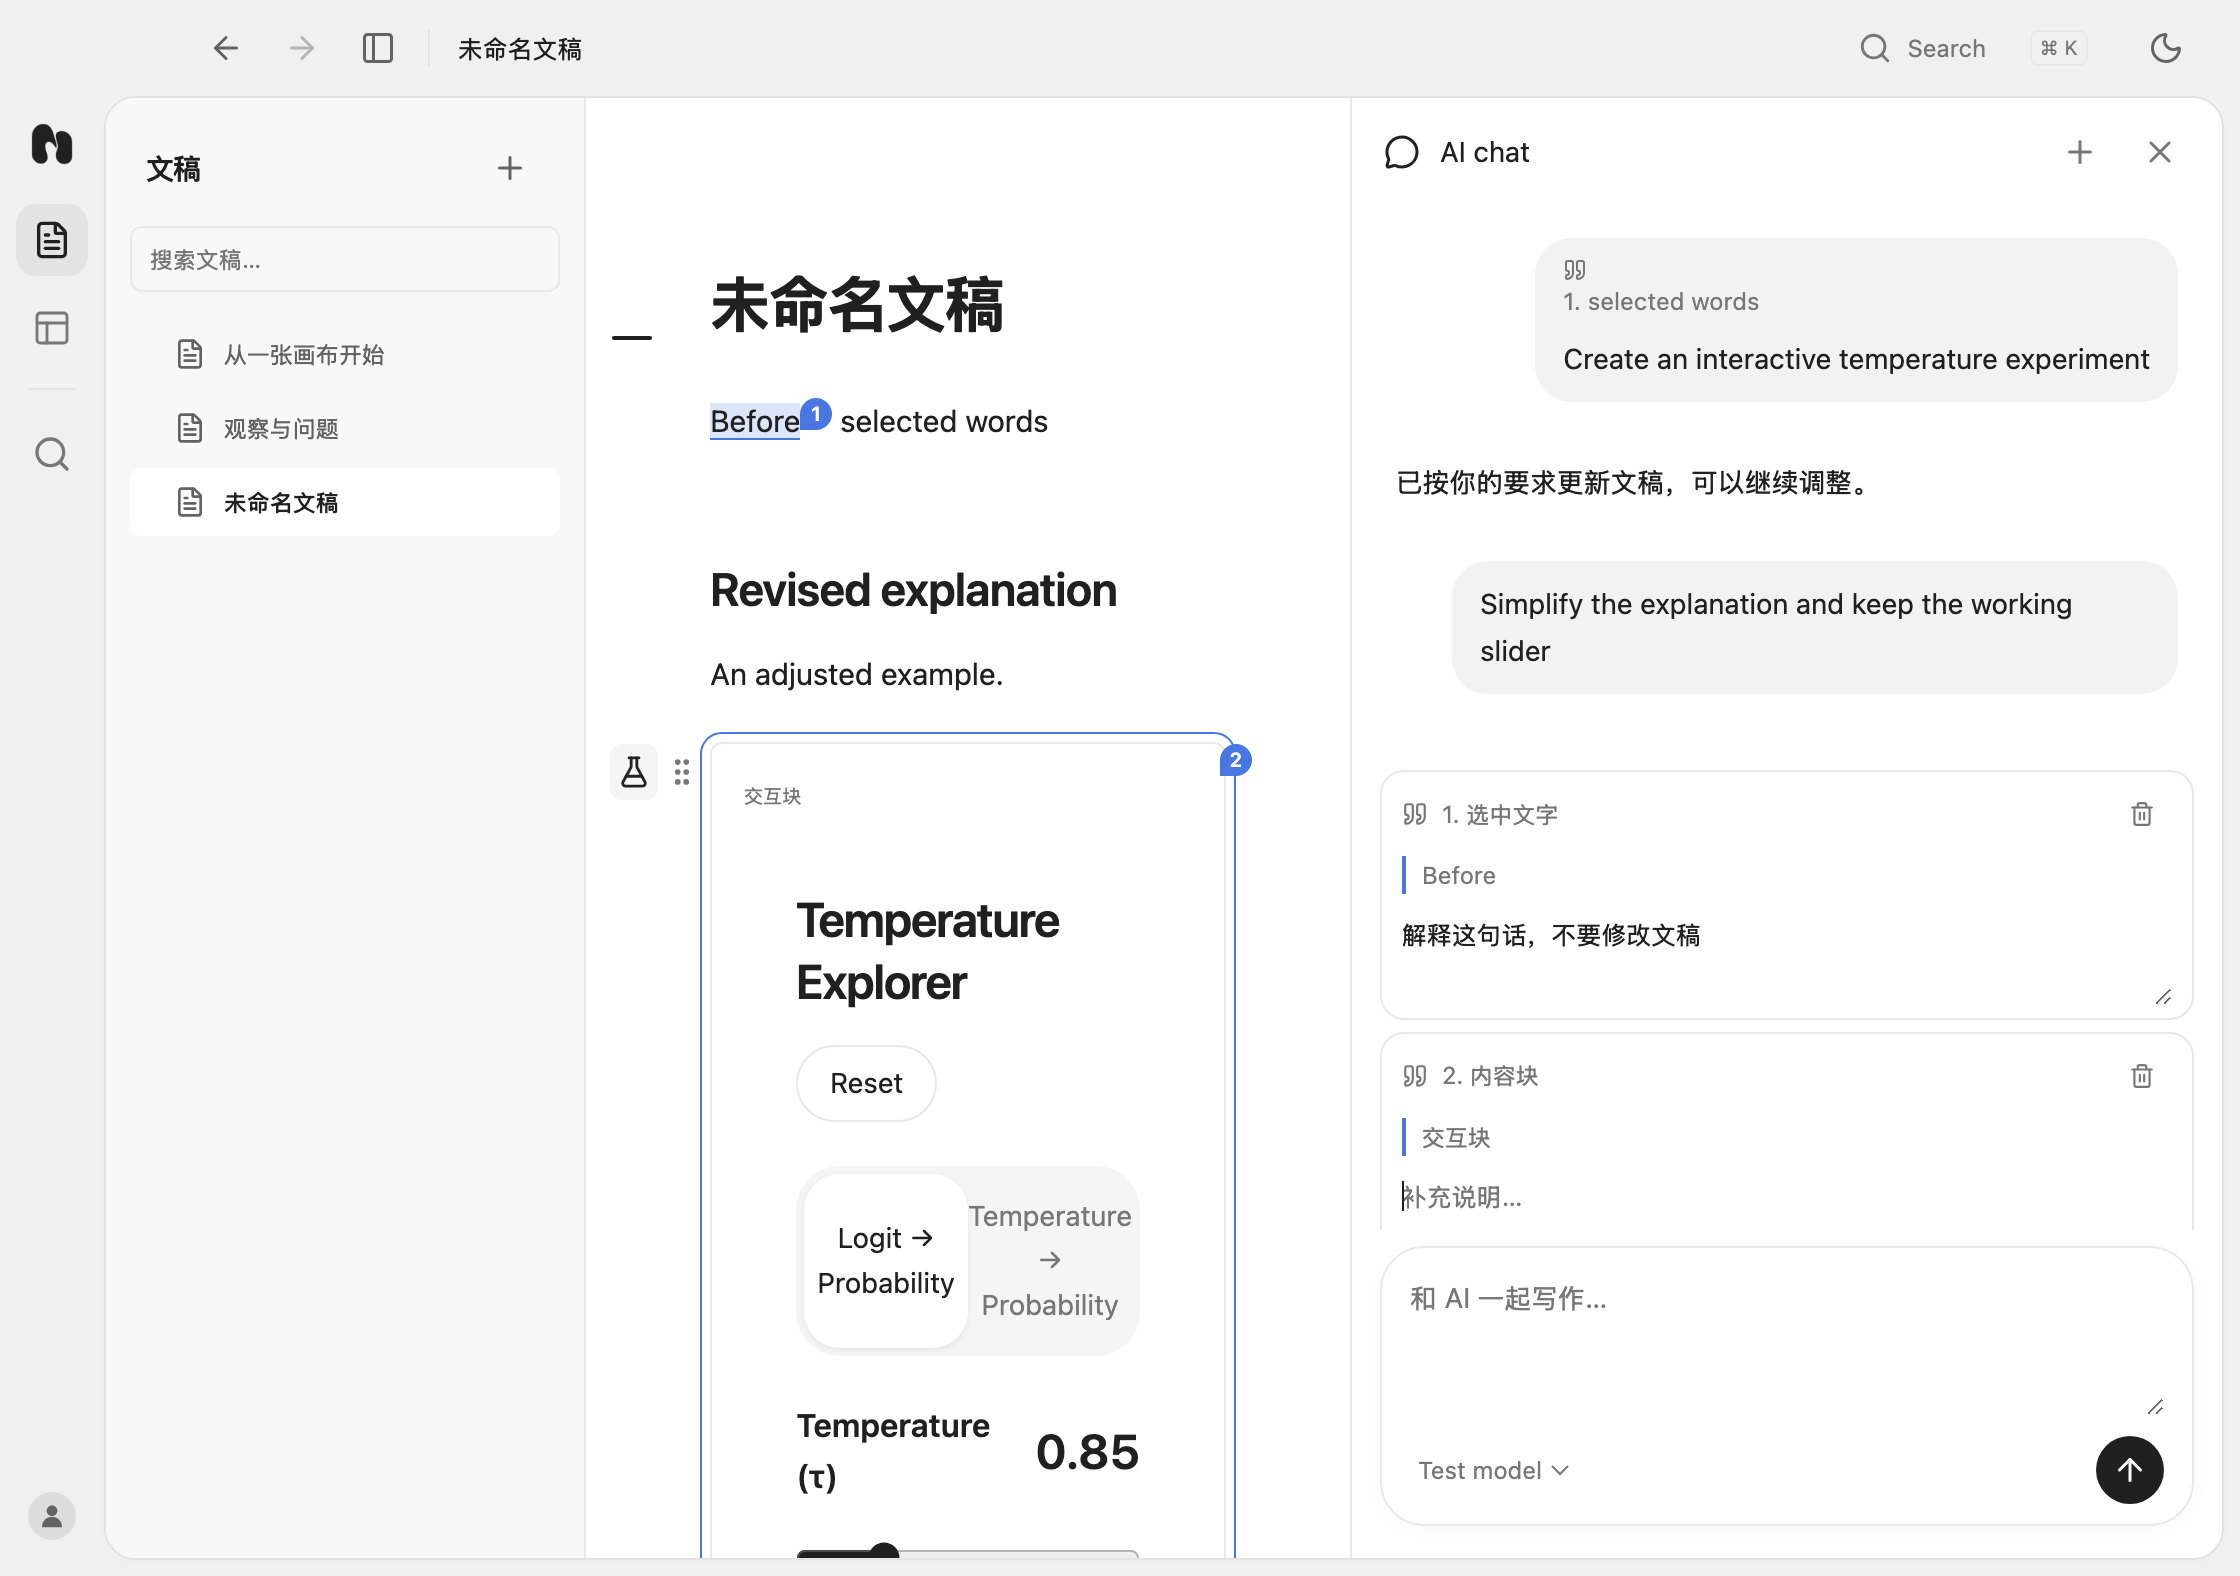 未命名文稿
Search
⌘ K
文稿
搜索文稿...
从一张画布开始
观察与问题
未命名文稿
未命名文稿
Before 1 selected words
Revised explanation
An adjusted example.
2
交互块
Temperature
Explorer
Reset
Logit →
Probability
Temperature
→
Probability
Temperature
(τ)
0.85
AI chat
1. selected words
Create an interactive temperature experiment
已按你的要求更新文稿，可以继续调整。
Simplify the explanation and keep the working
slider
1. 选中文字
Before
解释这句话，不要修改文稿
2. 内容块
交互块
补充说明...
和 AI 一起写作...
Test model